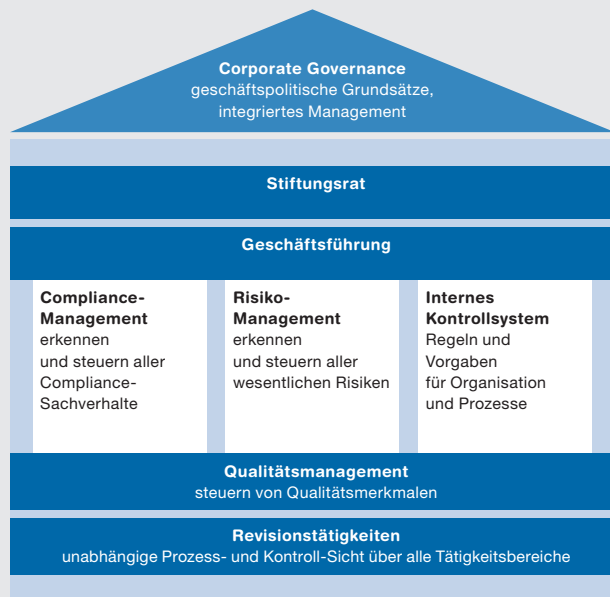 Corporate Governance
geschäftspolitische Grundsätze,
integriertes Management
Stiftungsrat
Geschäftsführung
Compliance-
Management
erkennen
und steuern aller
Compliance-
Sachverhalte
Risiko-
Management
erkennen
und steuern aller
wesentlichen Risiken
Internes
Kontrollsystem
Regeln und
Vorgaben
für Organisation
und Prozesse
Qualitätsmanagement
steuern von Qualitätsmerkmalen
Revisionstätigkeiten
unabhängige Prozess- und Kontroll-Sicht über alle Tätigkeitsbereiche